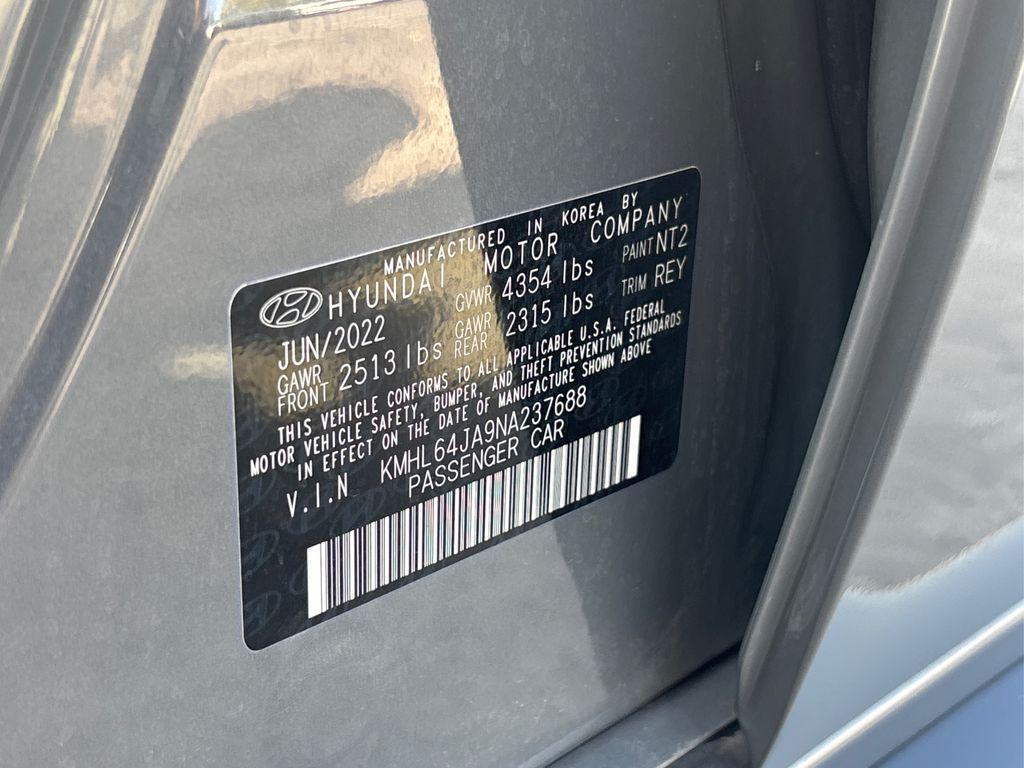 MANUFACTURED IN KOREA BY
HYUNDAI MOTOR COMPANY
JUN/2022 GVWR 4354 lbs PAINT NT2
GAWR FRONT 2513 lbs GAWR REAR 2315 lbs TRIM REY
THIS VEHICLE CONFORMS TO ALL APPLICABLE U.S.A. FEDERAL
MOTOR VEHICLE SAFETY, BUMPER, AND THEFT PREVENTION STANDARDS
IN EFFECT ON THE DATE OF MANUFACTURE SHOWN ABOVE
V.I.N KMHL64JA9NA237688
PASSENGER CAR